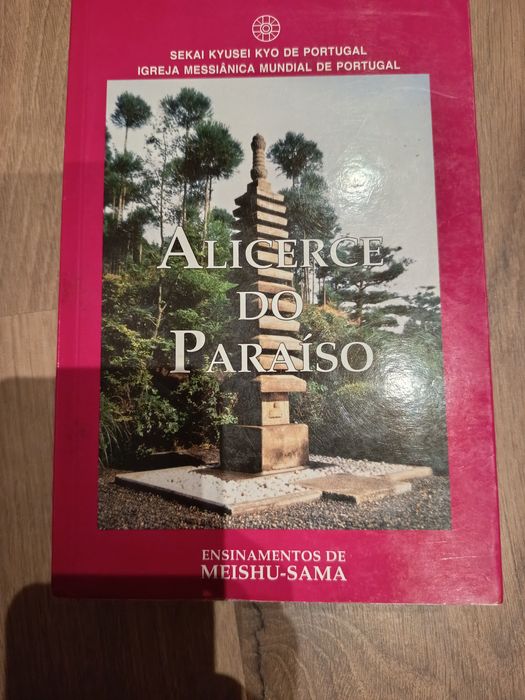 SEKAI KYUSEI KYO DE PORTUGAL
IGREJA MESSIÂNICA MUNDIAL DE PORTUGAL
ALICERCE
DO
PARAÍSO
ENSINAMENTOS DE
MEISHU-SAMA